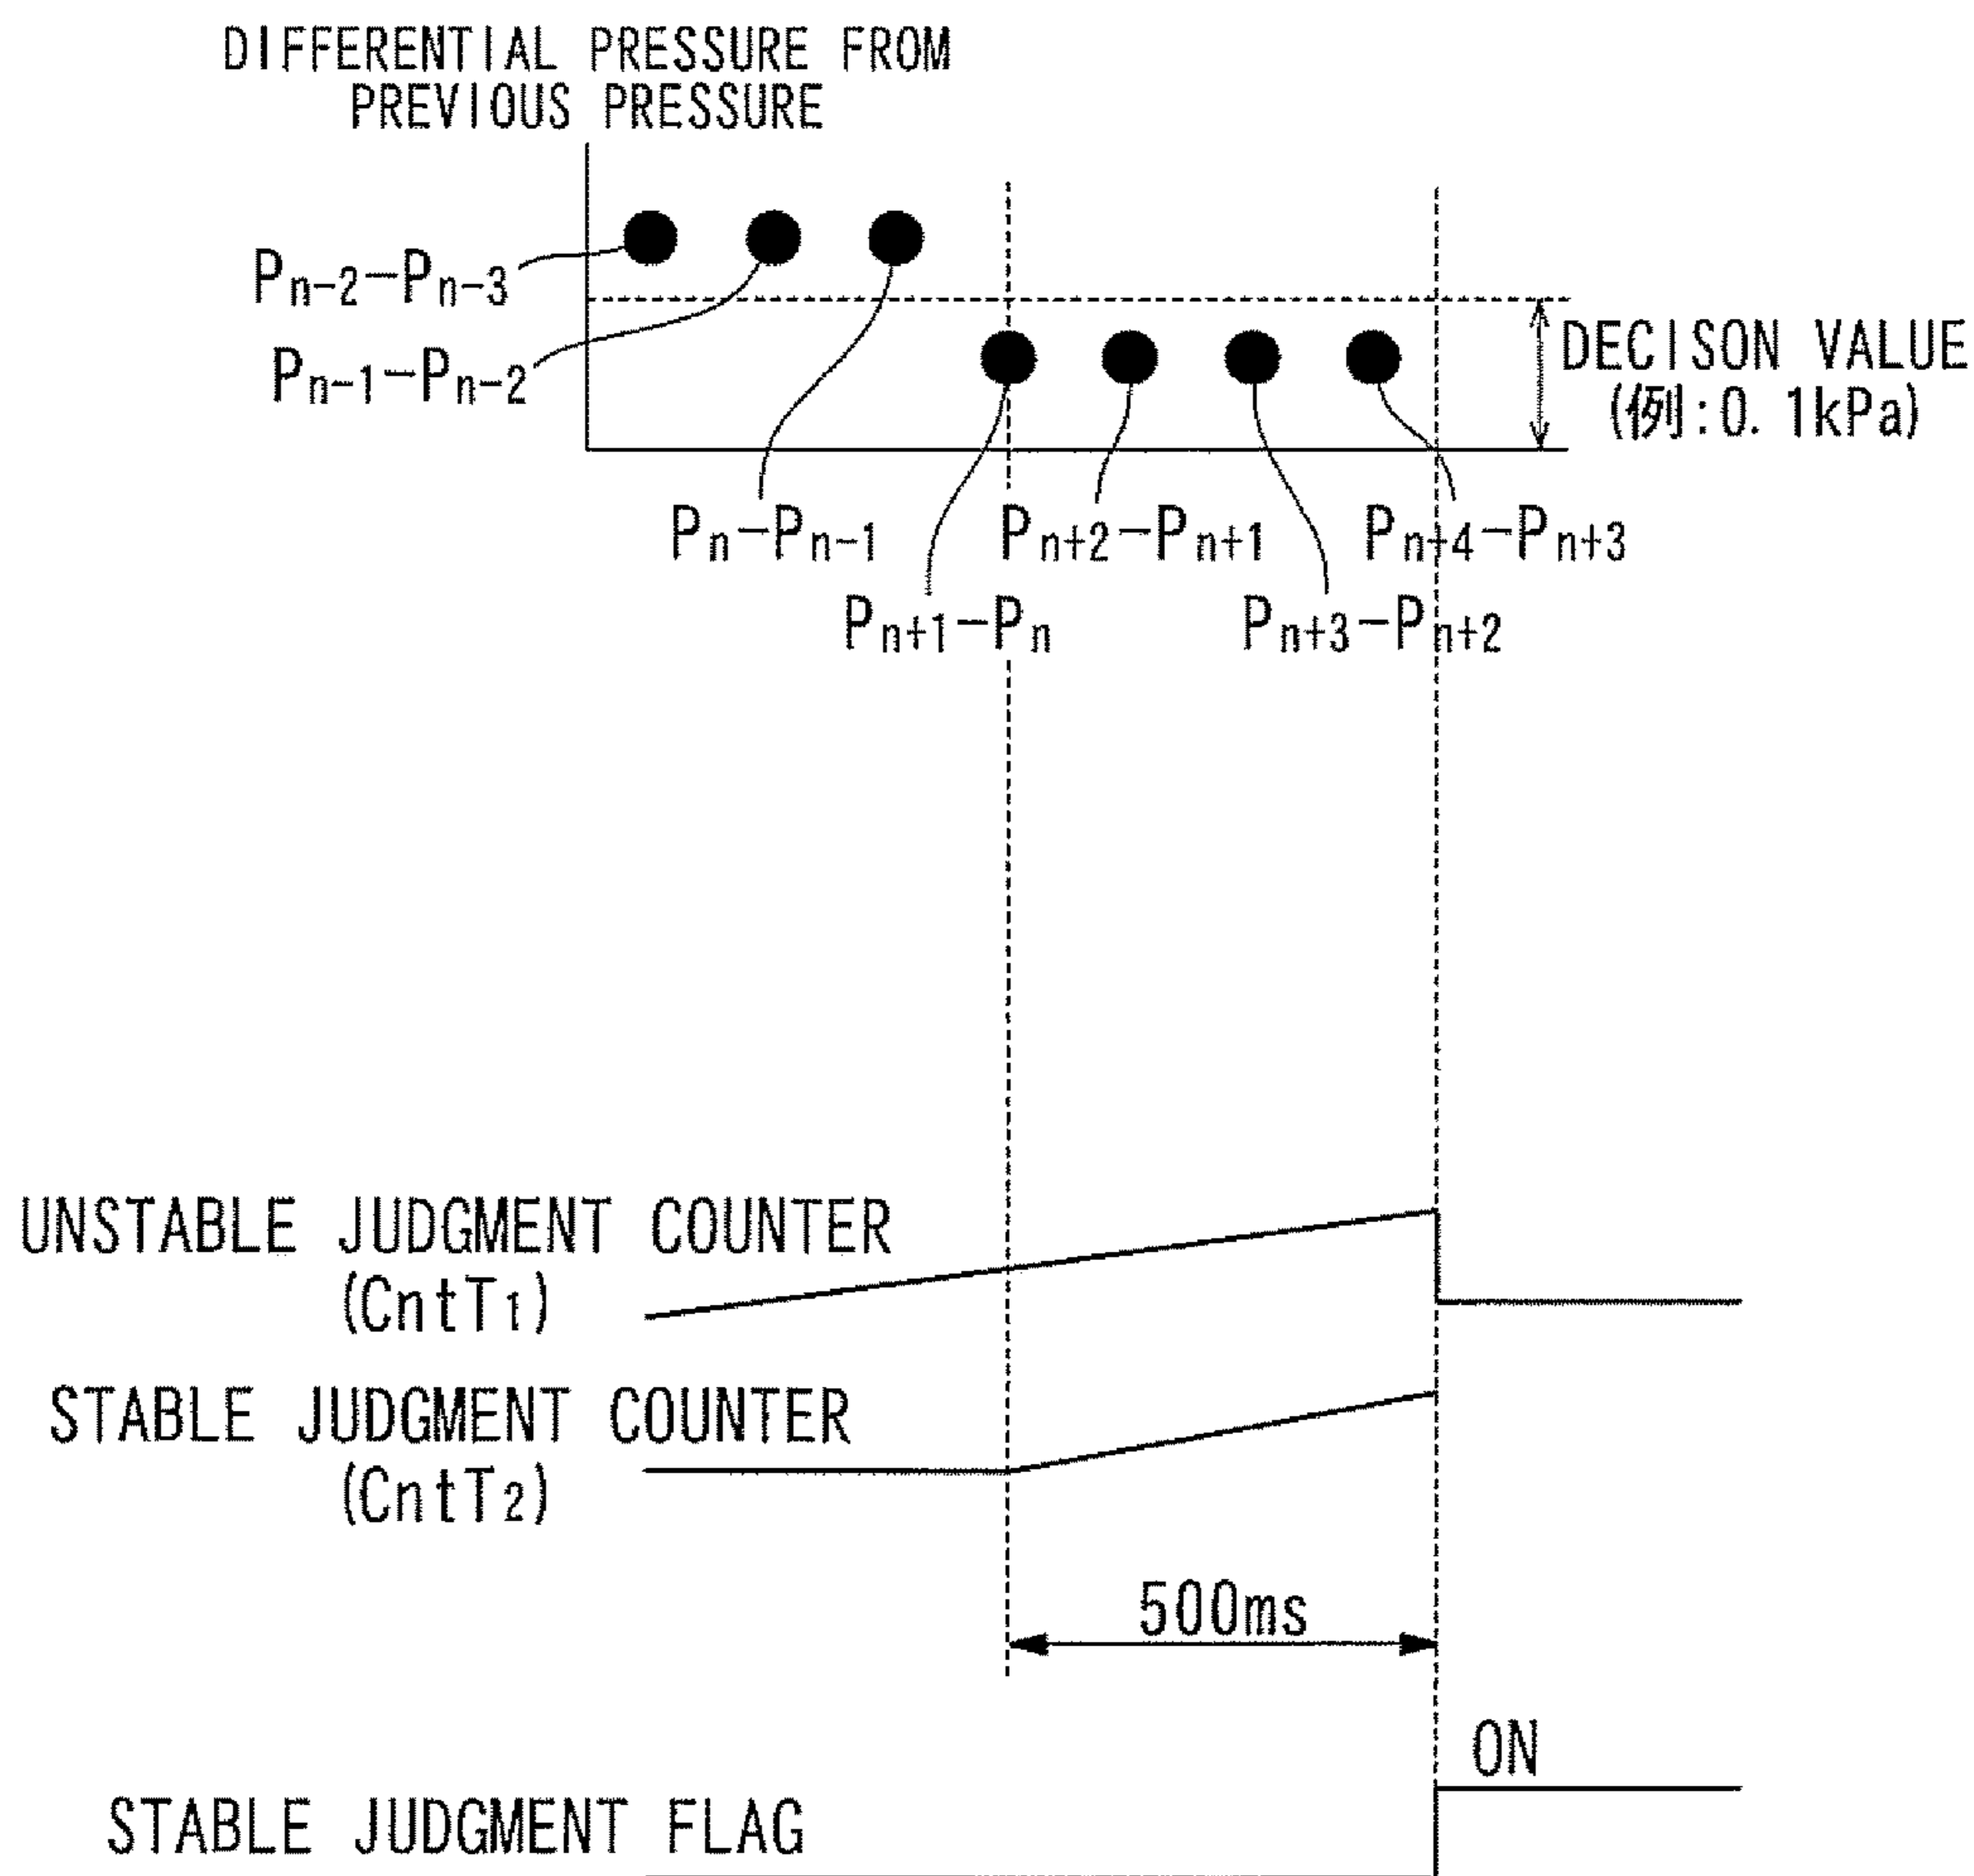 DIFFERENTIAL PRESSURE FROM
PREVIOUS PRESSURE
Pn-2-Pn-3
Pn-1-Pn-2
DECISON VALUE
(例:0.1kPa)
Pn-Pn-1
Pn+2-Pn+1
Pn+4-Pn+3
Pn+1-Pn
Pn+3-Pn+2
UNSTABLE JUDGMENT COUNTER
(CntT1)
STABLE JUDGMENT COUNTER
(CntT2)
500ms
ON
STABLE JUDGMENT FLAG